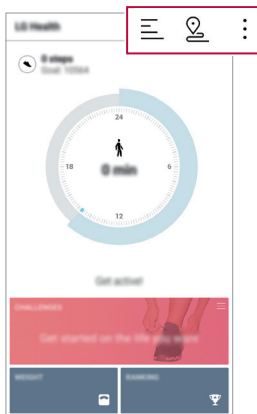 LG Health
0 steps
Goal: 10564
24
18
6
0 min
12
Get active!
CHALLENGES
Get started on the life you want
WEIGHT
RANKING